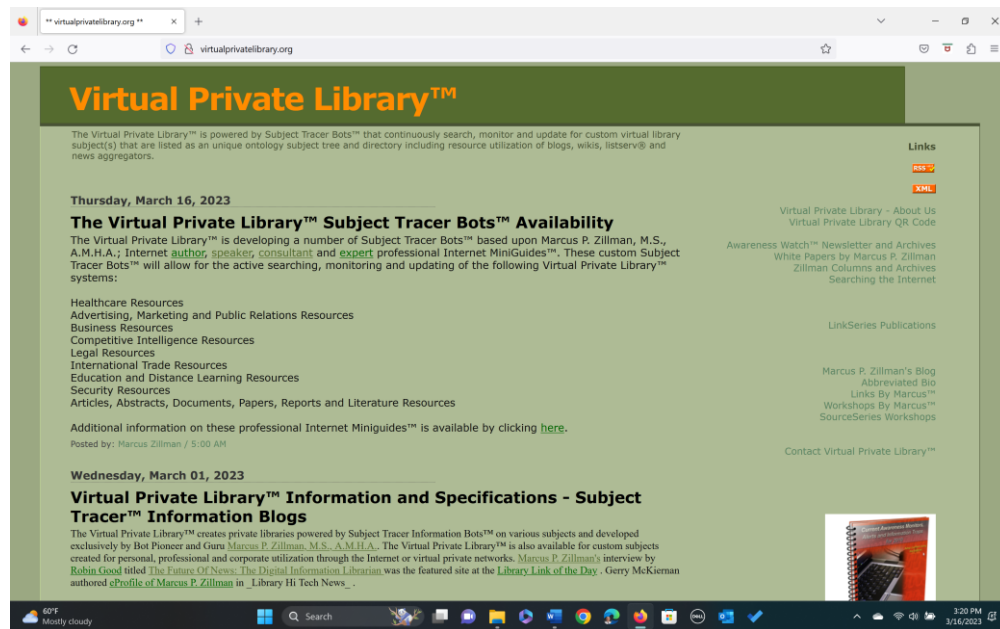 ** virtualprivatelibrary.org **
virtualprivatelibrary.org
Virtual Private Library™
The Virtual Private Library™ is powered by Subject Tracer Bots™ that continuously search, monitor and update for custom virtual library
subject(s) that are listed as an unique ontology subject tree and directory including resource utilization of blogs, wikis, listserv® and
news aggregators.
Thursday, March 16, 2023
The Virtual Private Library™ Subject Tracer Bots™ Availability
The Virtual Private Library™ is developing a number of Subject Tracer Bots™ based upon Marcus P. Zillman, M.S.,
A.M.H.A.; Internet author, speaker, consultant and expert professional Internet MiniGuides™. These custom Subject
Tracer Bots™ will allow for the active searching, monitoring and updating of the following Virtual Private Library™
systems:
Healthcare Resources
Advertising, Marketing and Public Relations Resources
Business Resources
Competitive Intelligence Resources
Legal Resources
International Trade Resources
Education and Distance Learning Resources
Security Resources
Articles, Abstracts, Documents, Papers, Reports and Literature Resources
Additional information on these professional Internet Miniguides™ is available by clicking here.
Posted by: Marcus Zillman / 5:00 AM
Wednesday, March 01, 2023
Virtual Private Library™ Information and Specifications - Subject
Tracer™ Information Blogs
The Virtual Private Library™ creates private libraries powered by Subject Tracer Information Bots™ on various subjects and developed
exclusively by Bot Pioneer and Guru Marcus P. Zillman, M.S., A.M.H.A.. The Virtual Private Library™ is also available for custom subjects
created for personal, professional and corporate utilization through the Internet or virtual private networks. Marcus P. Zillman's interview by
Robin Good titled The Future Of News: The Digital Information Librarian was the featured site at the Library Link of the Day . Gerry McKiernan
authored eProfile of Marcus P. Zillman in _Library Hi Tech News_ .
Links
RSS
XML
Virtual Private Library - About Us
Virtual Private Library QR Code
Awareness Watch™ Newsletter and Archives
White Papers by Marcus P. Zillman
Zillman Columns and Archives
Searching the Internet
LinkSeries Publications
Marcus P. Zillman's Blog
Abbreviated Bio
Links By Marcus™
Workshops By Marcus™
SourceSeries Workshops
Contact Virtual Private Library™
60°F
Mostly cloudy
Search
DELL
3:20 PM
3/16/2023